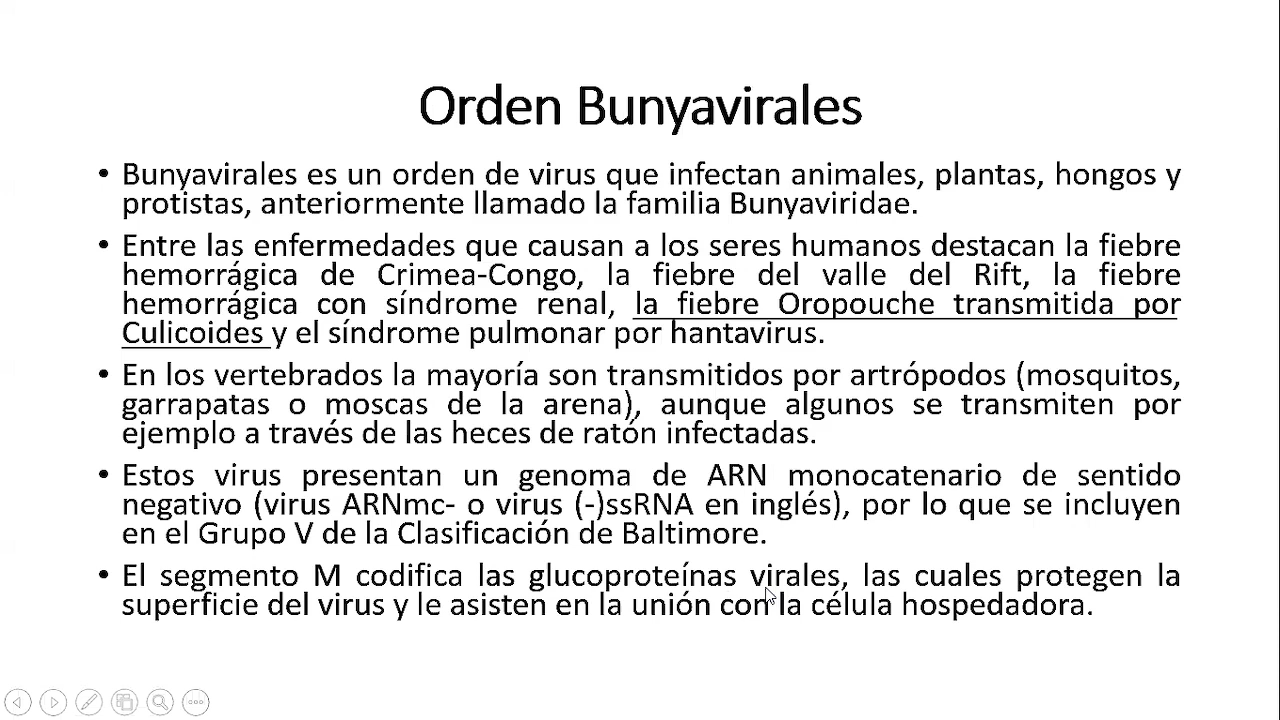 Orden Bunyavirales
• Bunyavirales es un orden de virus que infectan animales, plantas, hongos y
protistas, anteriormente llamado la familia Bunyaviridae.
• Entre las enfermedades que causan a los seres humanos destacan la fiebre
hemorrágica de Crimea-Congo, la fiebre del valle del Rift, la fiebre
hemorrágica con síndrome renal, la fiebre Oropouche transmitida por
Culicoides y el síndrome pulmonar por hantavirus.
• En los vertebrados la mayoría son transmitidos por artrópodos (mosquitos,
garrapatas o moscas de la arena), aunque algunos se transmiten por
ejemplo a través de las heces de ratón infectadas.
• Estos virus presentan un genoma de ARN monocatenario de sentido
negativo (virus ARNmc- o virus (-)ssRNA en inglés), por lo que se incluyen
en el Grupo V de la Clasificación de Baltimore.
• El segmento M codifica las glucoproteínas virales, las cuales protegen la
superficie del virus y le asisten en la unión con la célula hospedadora.